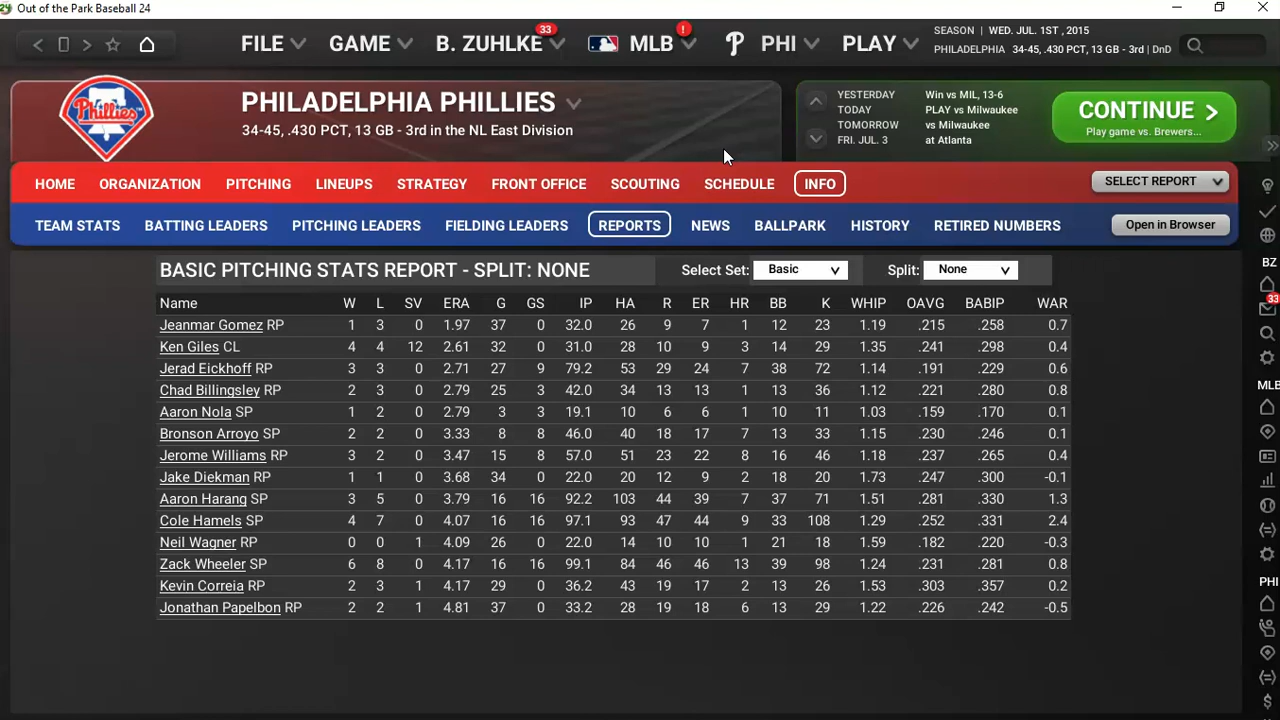 Out of the Park Baseball 24
FILE GAME B. ZUHLKE 33 MLB ! PHI PLAY
SEASON | WED. JUL. 1ST , 2015
PHILADELPHIA 34-45, .430 PCT, 13 GB - 3rd | DnD
Phillies
PHILADELPHIA PHILLIES
34-45, .430 PCT, 13 GB - 3rd in the NL East Division
YESTERDAY Win vs MIL, 13-6
TODAY PLAY vs Milwaukee
TOMORROW vs Milwaukee
FRI. JUL. 3 at Atlanta
CONTINUE
Play game vs. Brewers...
HOME ORGANIZATION PITCHING LINEUPS STRATEGY FRONT OFFICE SCOUTING SCHEDULE INFO SELECT REPORT
TEAM STATS BATTING LEADERS PITCHING LEADERS FIELDING LEADERS REPORTS NEWS BALLPARK HISTORY RETIRED NUMBERS Open in Browser
BASIC PITCHING STATS REPORT - SPLIT: NONE Select Set: Basic Split: None
Name W L SV ERA G GS IP HA R ER HR BB K WHIP OAVG BABIP WAR
Jeanmar Gomez RP 1 3 0 1.97 37 0 32.0 26 9 7 1 12 23 1.19 .215 .258 0.7
Ken Giles CL 4 4 12 2.61 32 0 31.0 28 10 9 3 14 29 1.35 .241 .298 0.4
Jerad Eickhoff RP 3 3 0 2.71 27 9 79.2 53 29 24 7 38 72 1.14 .191 .229 0.6
Chad Billingsley RP 2 3 0 2.79 25 3 42.0 34 13 13 1 13 36 1.12 .221 .280 0.8
Aaron Nola SP 1 2 0 2.79 3 3 19.1 10 6 6 1 10 11 1.03 .159 .170 0.1
Bronson Arroyo SP 2 2 0 3.33 8 8 46.0 40 18 17 7 13 33 1.15 .230 .246 0.1
Jerome Williams RP 3 2 0 3.47 15 8 57.0 51 23 22 8 16 46 1.18 .237 .265 0.4
Jake Diekman RP 1 1 0 3.68 34 0 22.0 20 12 9 2 18 20 1.73 .247 .300 -0.1
Aaron Harang SP 3 5 0 3.79 16 16 92.2 103 44 39 7 37 71 1.51 .281 .330 1.3
Cole Hamels SP 4 7 0 4.07 16 16 97.1 93 47 44 9 33 108 1.29 .252 .331 2.4
Neil Wagner RP 0 0 1 4.09 26 0 22.0 14 10 10 1 21 18 1.59 .182 .220 -0.3
Zack Wheeler SP 6 8 0 4.17 16 16 99.1 84 46 46 13 39 98 1.24 .231 .281 0.8
Kevin Correia RP 2 3 1 4.17 29 0 36.2 43 19 17 2 13 26 1.53 .303 .357 0.2
Jonathan Papelbon RP 2 2 1 4.81 37 0 33.2 28 19 18 6 13 29 1.22 .226 .242 -0.5
BZ
33
MLB
PHI